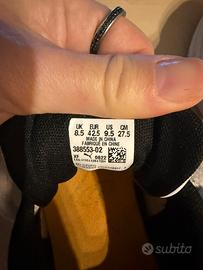 UK EUR US CM
8.5 42.5 9.5 27.5
MADE IN CHINA
FABRIQUÉ EN CHINE
388553-02
0822
subito